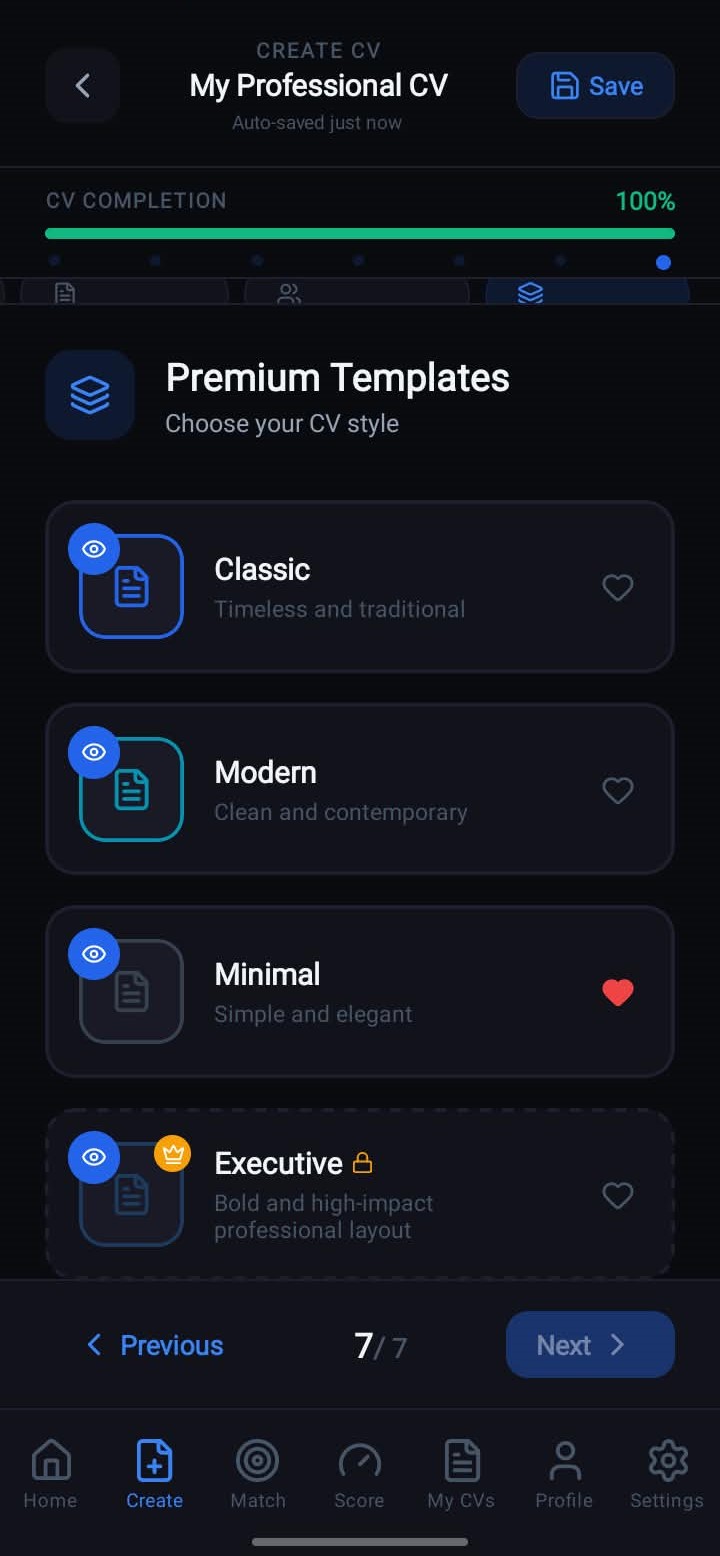 CREATE CV
My Professional CV
Auto-saved just now
Save
CV COMPLETION
100%
Premium Templates
Choose your CV style
Classic
Timeless and traditional
Modern
Clean and contemporary
Minimal
Simple and elegant
Executive
Bold and high-impact
professional layout
Previous
7/ 7
Next
Home
Create
Match
Score
My CVs
Profile
Settings